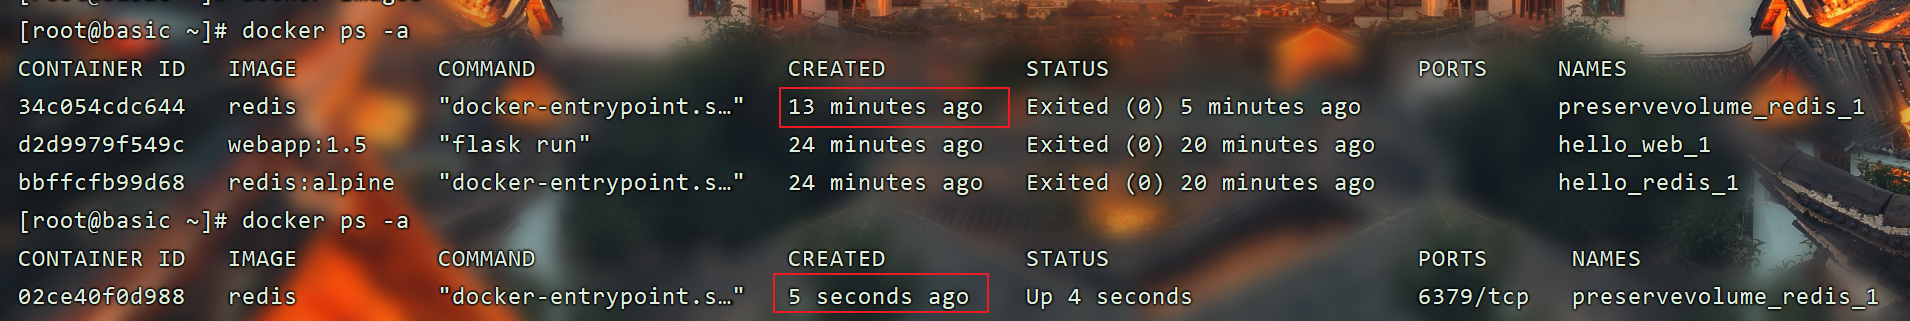 [root@basic ~]# docker images
[root@basic ~]# docker ps -a
CONTAINER ID   IMAGE          COMMAND                  CREATED          STATUS                      PORTS     NAMES
34c054cdc644   redis          "docker-entrypoint.s…"   13 minutes ago   Exited (0) 5 minutes ago              preservevolume_redis_1
d2d9979f549c   webapp:1.5     "flask run"              24 minutes ago   Exited (0) 20 minutes ago             hello_web_1
bbffcfb99d68   redis:alpine   "docker-entrypoint.s…"   24 minutes ago   Exited (0) 20 minutes ago             hello_redis_1
[root@basic ~]# docker ps -a
CONTAINER ID   IMAGE          COMMAND                  CREATED          STATUS                      PORTS      NAMES
02ce40f0d988   redis          "docker-entrypoint.s…"   5 seconds ago    Up 4 seconds                6379/tcp   preservevolume_redis_1